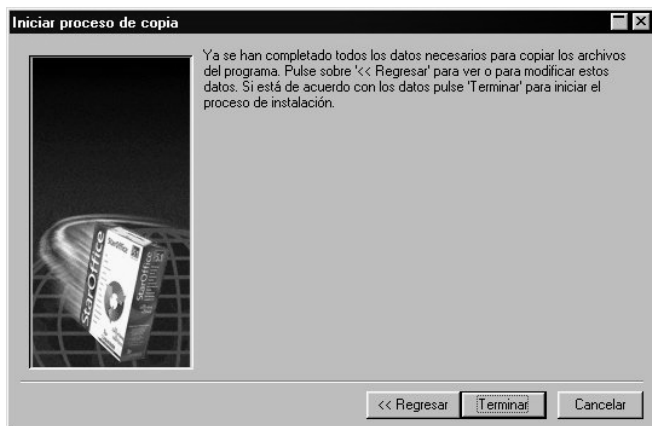 Iniciar proceso de copia
Ya se han completado todos los datos necesarios para copiar los archivos
del programa. Pulse sobre '<< Regresar' para ver o para modificar estos
datos. Si está de acuerdo con los datos pulse 'Terminar' para iniciar el
proceso de instalación.
StarOffice
StarOffice
StarOffice
<< Regresar
Terminar
Cancelar